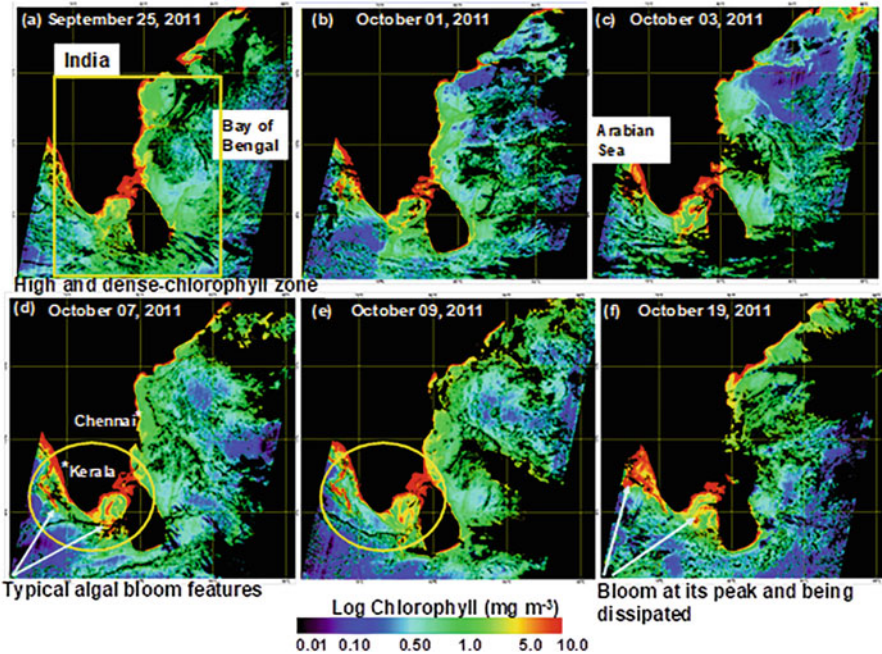 (a) September 25, 2011
(b) October 01, 2011
(c) October 03, 2011
India
Bay of
Bengal
Arabian
Sea
High and dense-chlorophyll zone
(d) October 07, 2011
(e) October 09, 2011
(f) October 19, 2011
Chennai*
*Kerala
Typical algal bloom features
Bloom at its peak and being
dissipated
Log Chlorophyll (mg m-3)
0.01 0.10 0.50 1.0 5.0 10.0